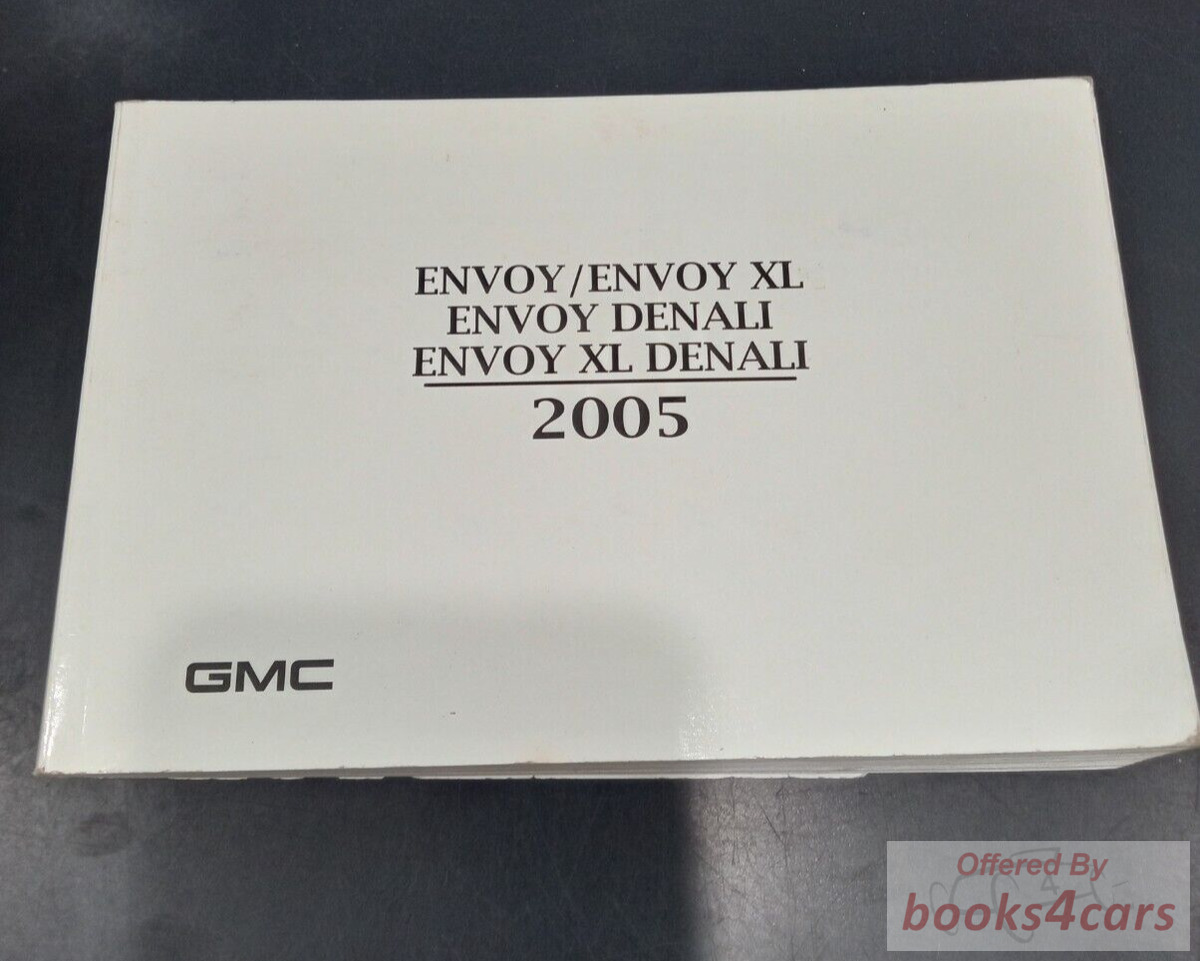 ENVOY/ENVOY XL
ENVOY DENALI
ENVOY XL DENALI
2005
GMC
Offered By
books4cars